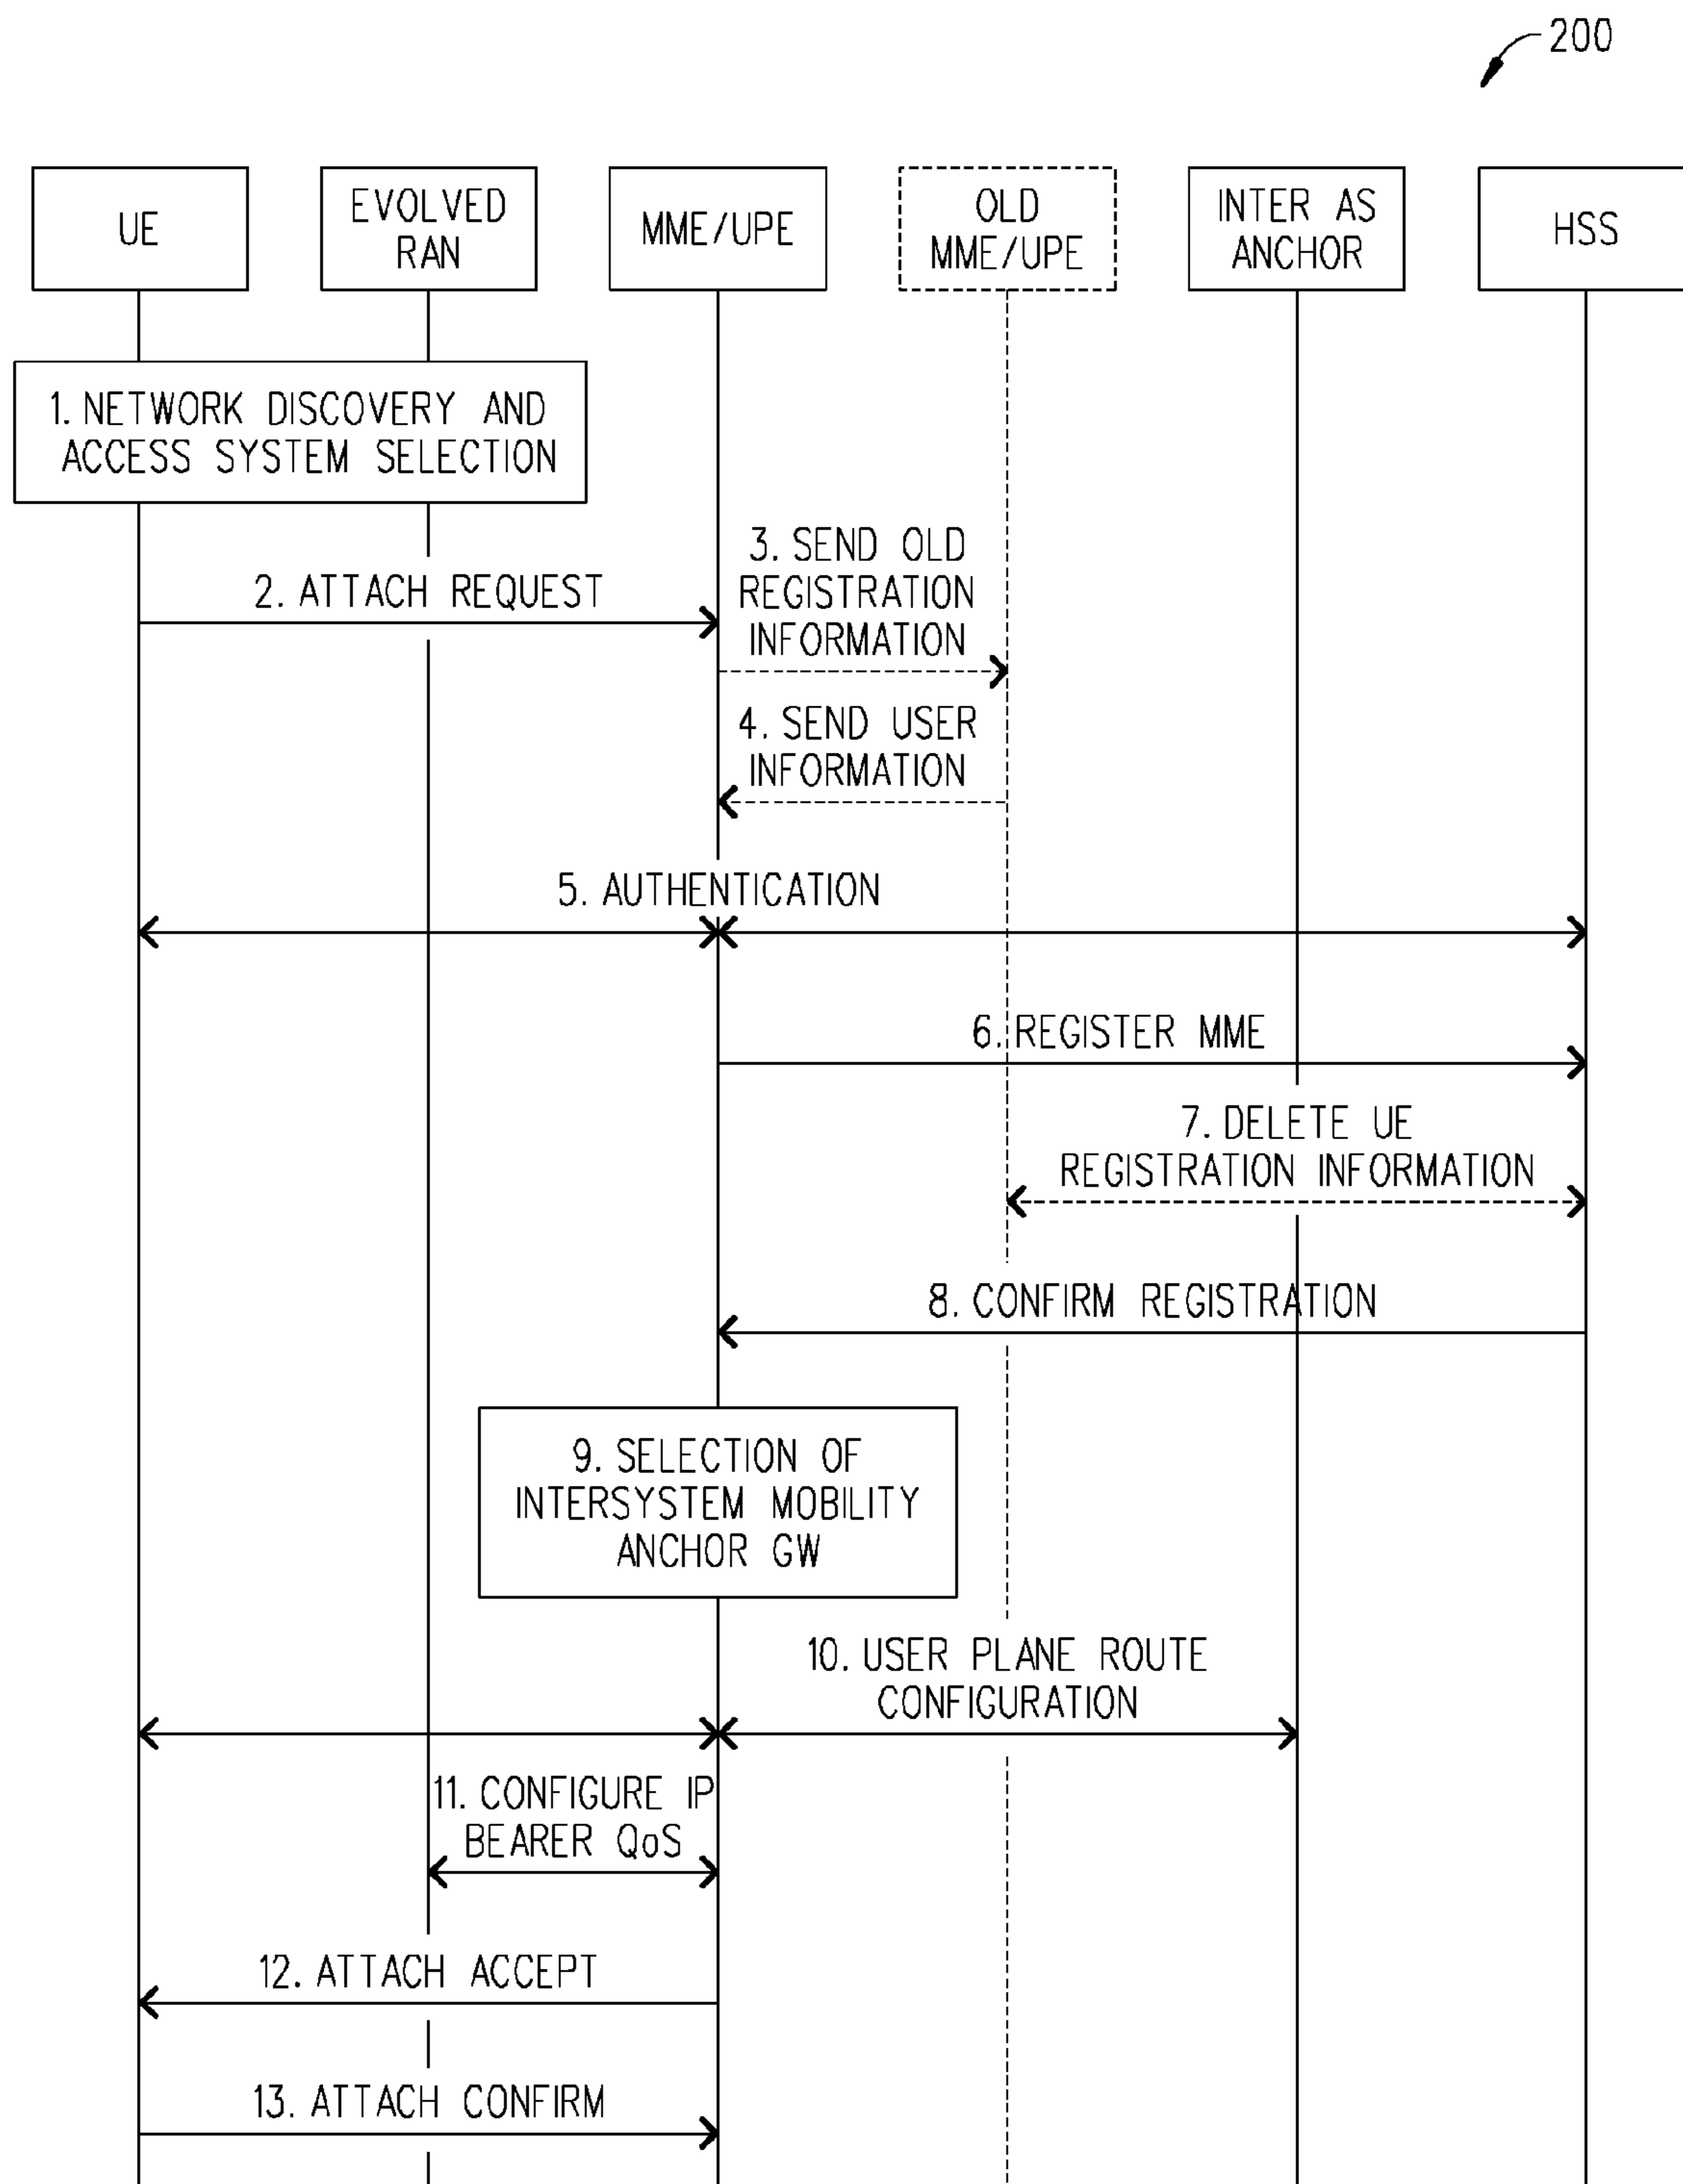 200
UE
EVOLVED
RAN
MME/UPE
OLD
MME/UPE
INTER AS
ANCHOR
HSS
1. NETWORK DISCOVERY AND
ACCESS SYSTEM SELECTION
2. ATTACH REQUEST
3. SEND OLD
REGISTRATION
INFORMATION
4. SEND USER
INFORMATION
5. AUTHENTICATION
6. REGISTER MME
7. DELETE UE
REGISTRATION INFORMATION
8. CONFIRM REGISTRATION
9. SELECTION OF
INTERSYSTEM MOBILITY
ANCHOR GW
10. USER PLANE ROUTE
CONFIGURATION
11. CONFIGURE IP
BEARER QoS
12. ATTACH ACCEPT
13. ATTACH CONFIRM